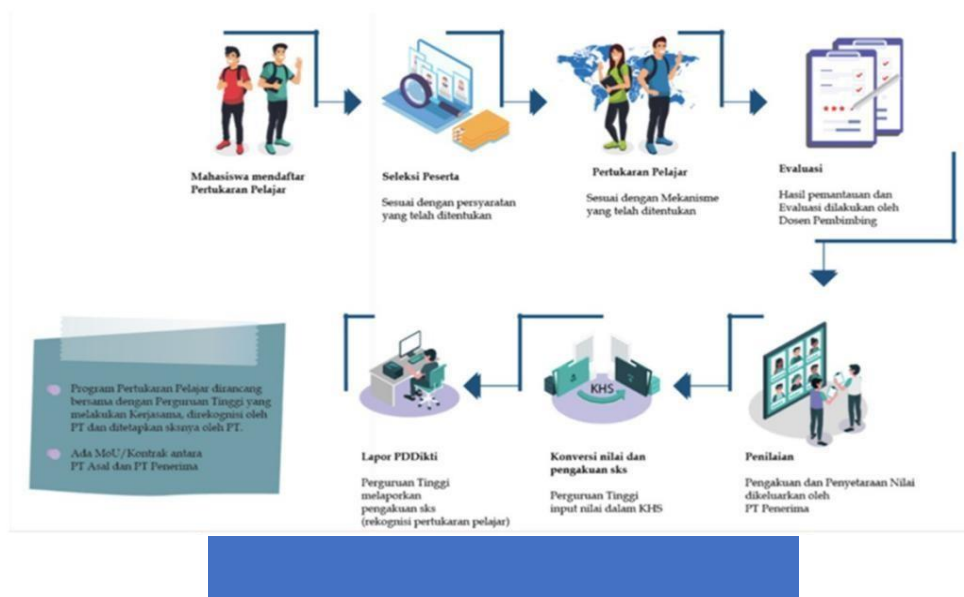 Mahasiswa mendaftar
Pertukaran Pelajar
Seleksi Peserta
Sesuai dengan persyaratan
yang telah ditentukan
Pertukaran Pelajar
Sesuai dengan Mekanisme
yang telah ditentukan
Evaluasi
Hasil pemantauan dan
Evaluasi dilakukan oleh
Dosen Pembimbing
Program Pertukaran Pelajar dirancang
bersama dengan Perguruan Tinggi yang
melakukan Kerjasama, direkognisi oleh
PT dan ditetapkan sksnya oleh PT.
Ada MoU/Kontrak antara
PT Asal dan PT Penerima
Lapor PDDikti
Perguruan Tinggi
melaporkan
pengakuan sks
(rekognisi pertukaran pelajar)
KHS
Konversi nilai dan
pengakuan sks
Perguruan Tinggi
input nilai dalam KHS
Penilaian
Pengakuan dan Penyetaraan Nilai
dikeluarkan oleh
PT Penerima